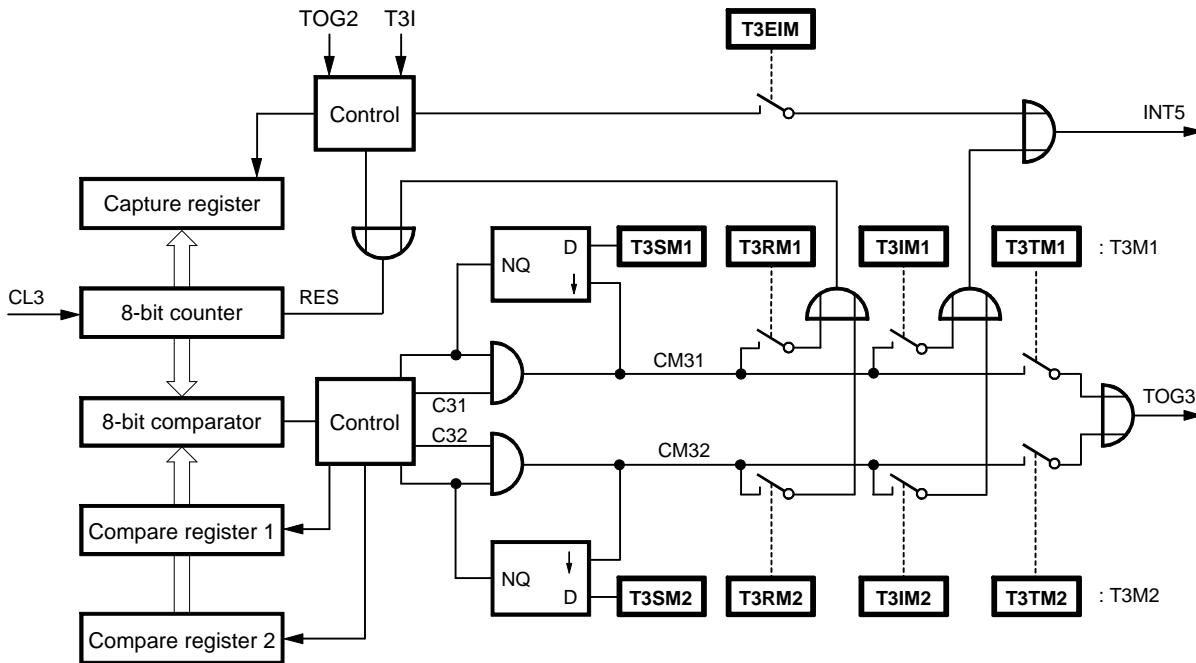 TOG2 T3I
T3EIM
Control
INT5
Capture register
T3SM1 T3RM1 T3IM1 T3TM1 : T3M1
D
NQ
CL3
8-bit counter
RES
CM31
C31
TOG3
8-bit comparator
Control
C32
CM32
Compare register 1
NQ
D
T3SM2 T3RM2 T3IM2 T3TM2 : T3M2
Compare register 2